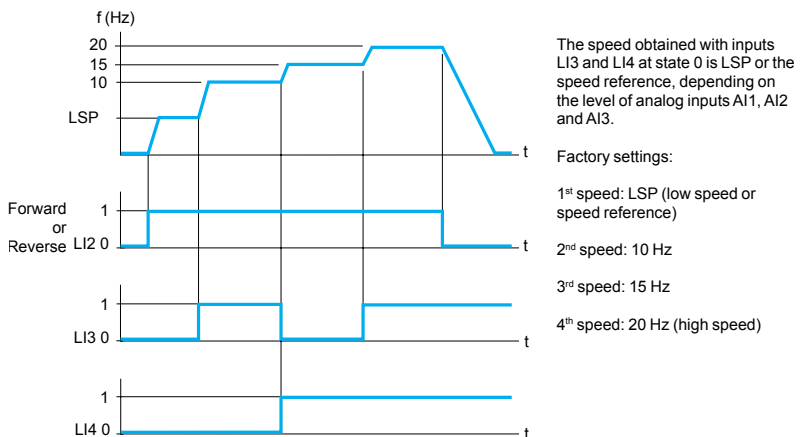 f (Hz)
20
15
10
LSP
t
Forward
or
Reverse
1
LI2 0
t
1
LI3 0
t
1
LI4 0
t
The speed obtained with inputs
LI3 and LI4 at state 0 is LSP or the
speed reference, depending on
the level of analog inputs AI1, AI2
and AI3.
Factory settings:
1st speed: LSP (low speed or
speed reference)
2nd speed: 10 Hz
3rd speed: 15 Hz
4th speed: 20 Hz (high speed)